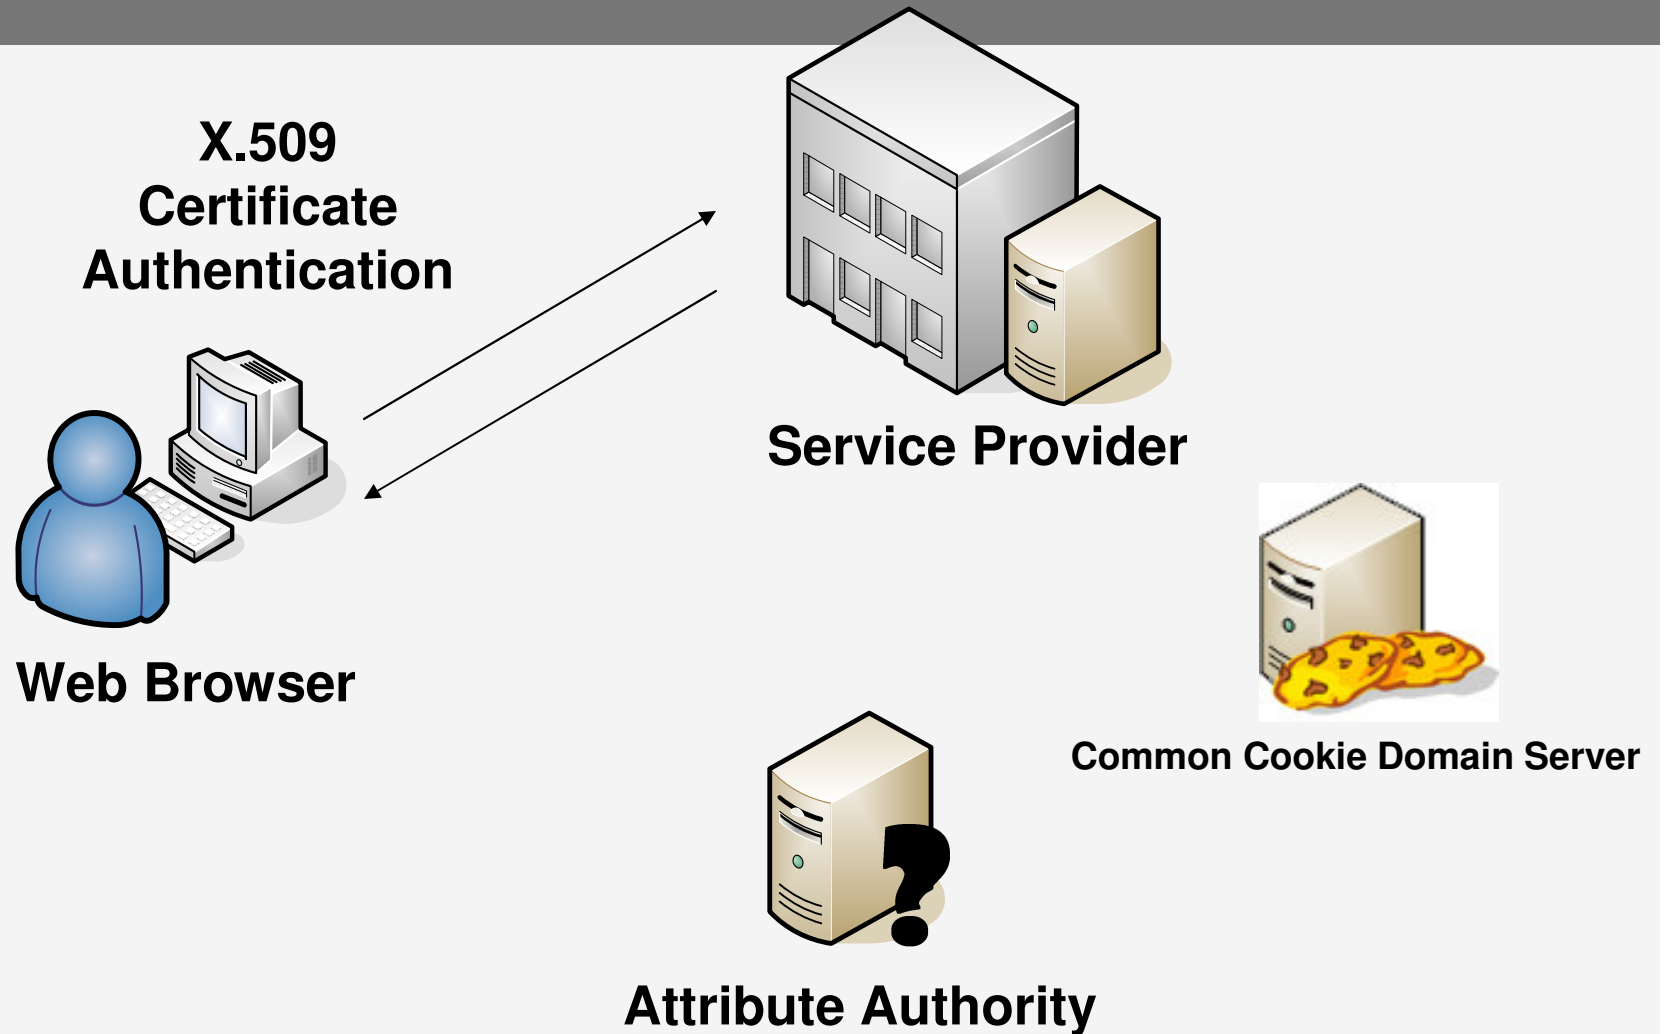 X.509
Certificate
Authentication
Service Provider
Web Browser
Common Cookie Domain Server
?
Attribute Authority